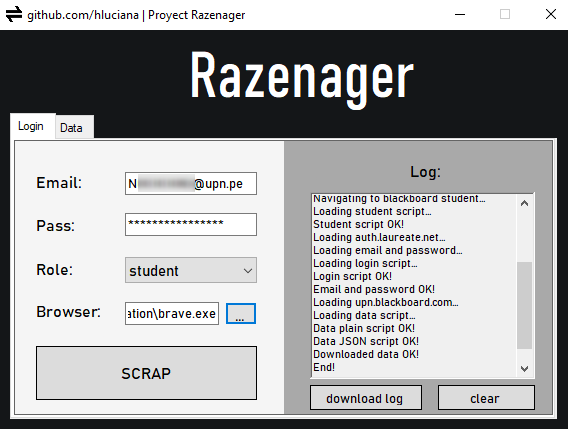 github.com/hluciana | Proyect Razenager
Razenager
Login
Data
Email:
N @upn.pe
Pass:
****************
Role:
student
Browser:
ation\brave.exe
...
SCRAP
Log:
Navigating to blackboard student...
Loading student script...
Student script OK!
Loading auth.laureate.net...
Loading email and password...
Loading login script...
Login script OK!
Email and password OK!
Loading upn.blackboard.com...
Loading data script...
Data plain script OK!
Data JSON script OK!
Downloaded data OK!
End!
download log
clear